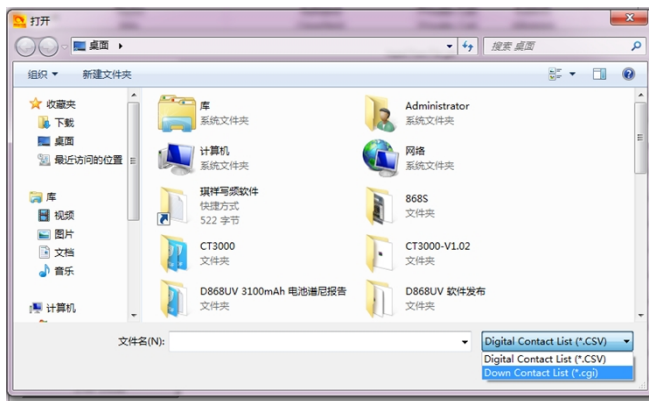 打开
桌面
搜索 桌面
组织
新建文件夹
收藏夹
下载
桌面
最近访问的位置
库
视频
图片
文档
音乐
计算机
库
系统文件夹
Administrator
系统文件夹
计算机
系统文件夹
网络
系统文件夹
琪祥写频软件
快捷方式
522 字节
868S
文件夹
CT3000
文件夹
CT3000-V1.02
文件夹
D868UV 3100mAh 电池谱尼报告
文件夹
D868UV 软件发布
文件夹
文件名(N):
Digital Contact List (*.CSV)
Digital Contact List (*.CSV)
Down Contact List (*.cgi)